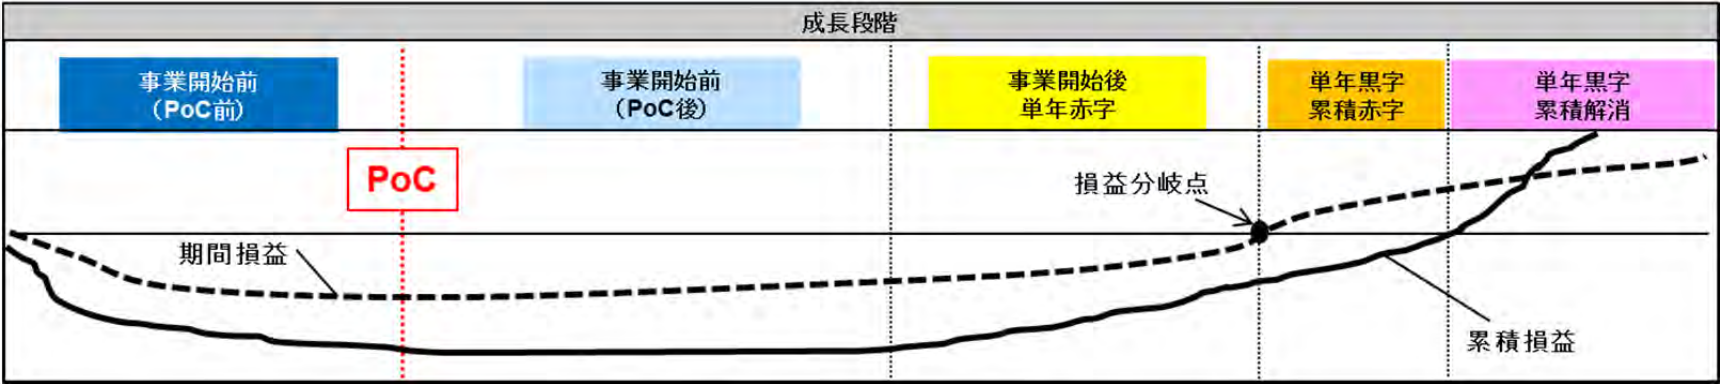 成長段階
事業開始前
（PoC前）
事業開始前
（PoC後）
事業開始後
単年赤字
単年黒字
累積赤字
単年黒字
累積解消
PoC
損益分岐点
期間損益
累積損益